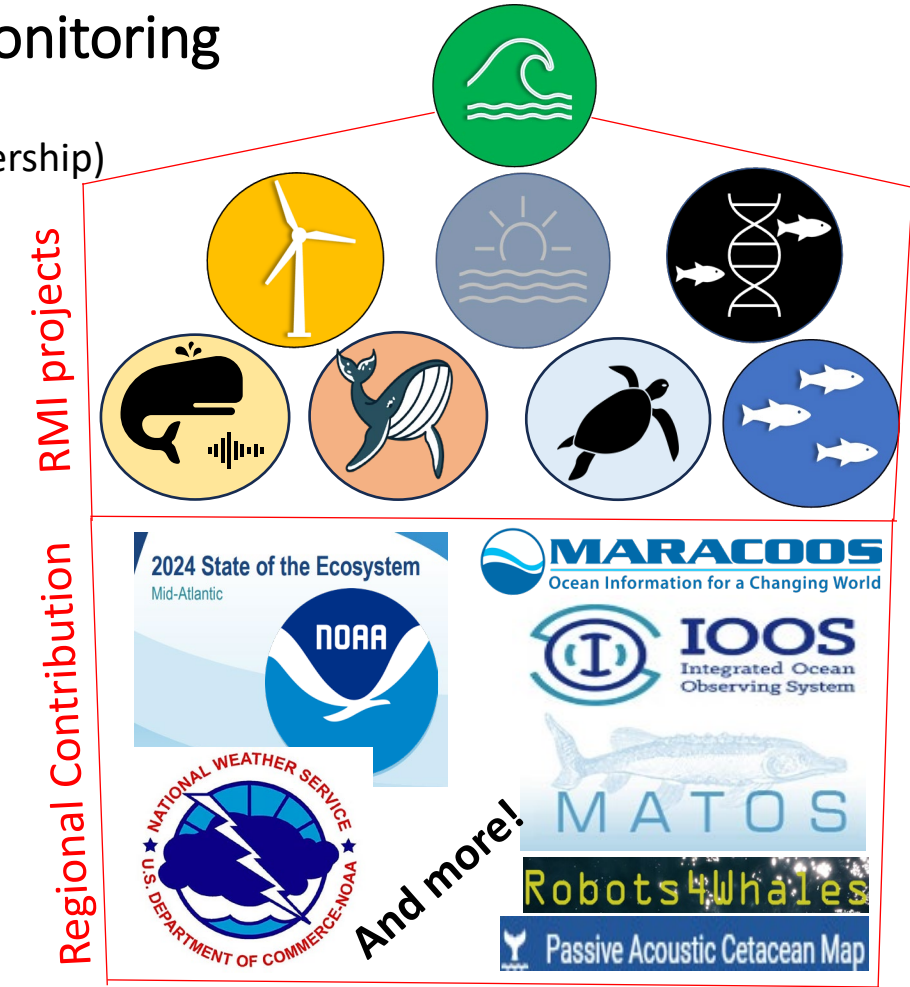 onitoring
ership)
RMI projects
Regional Contribution
2024 State of the Ecosystem
Mid-Atlantic
NOAA
NATIONAL WEATHER SERVICE
U.S. DEPARTMENT OF COMMERCE-NOAA
And more!
MARACOOS
Ocean Information for a Changing World
IOOS
Integrated Ocean
Observing System
MATOS
Robots4Whales
Passive Acoustic Cetacean Map